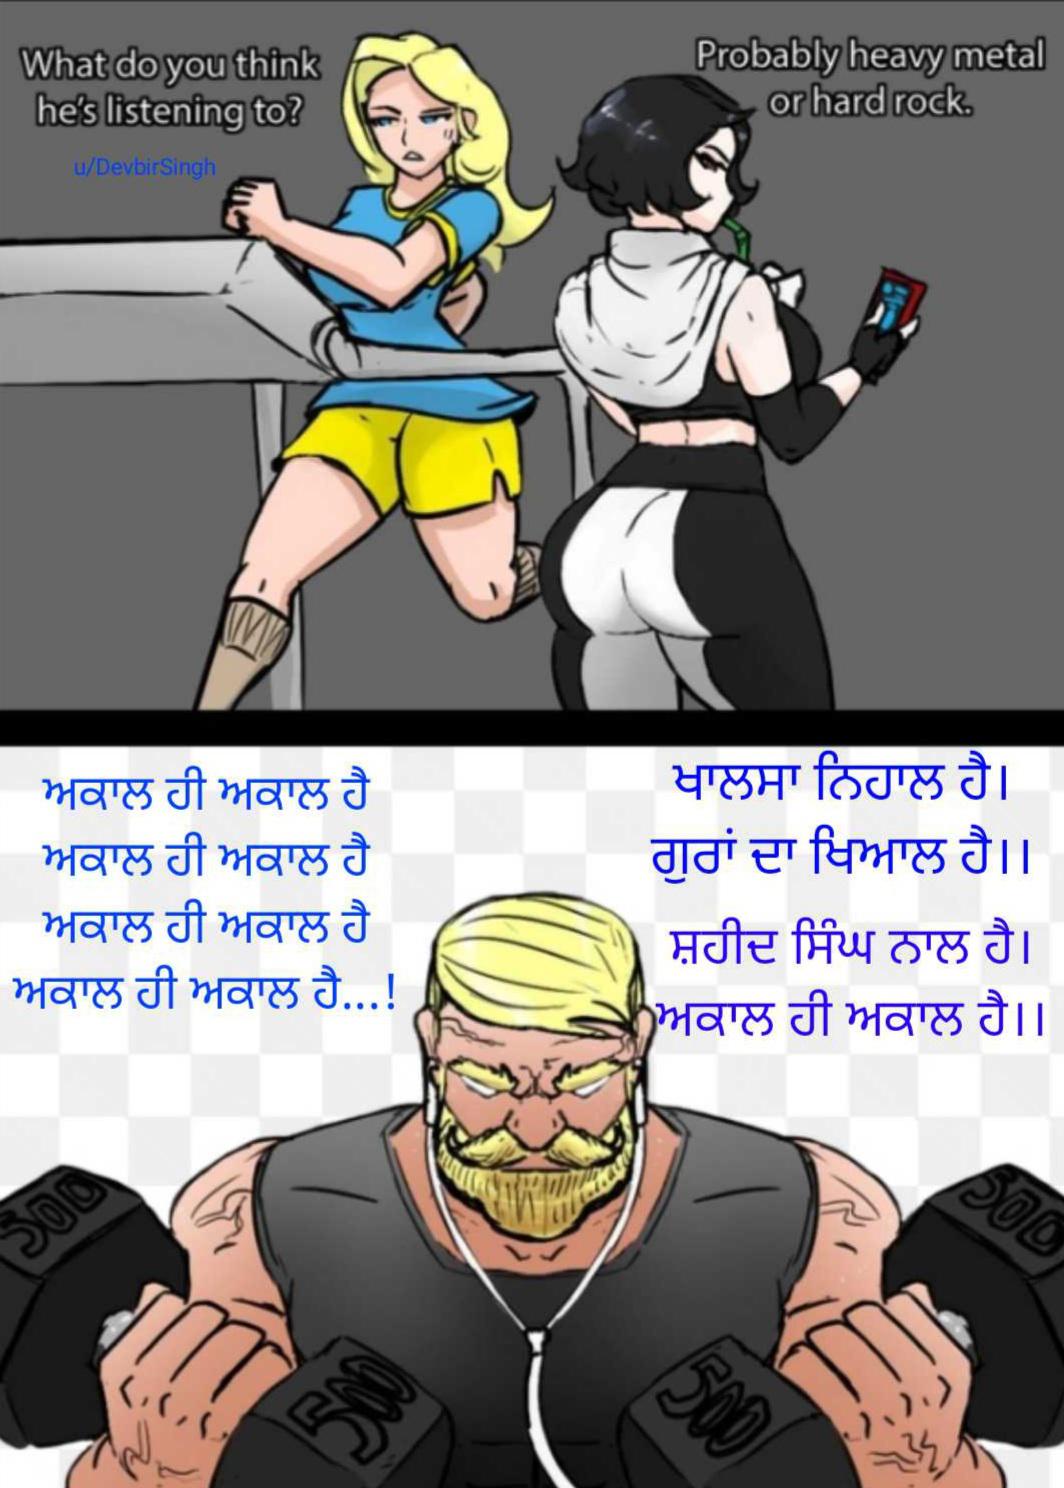 What do you think
he's listening to?
Probably heavy metal
or hard rock.
u/DevbirSingh
ਅਕਾਲ ਹੀ ਅਕਾਲ ਹੈ
ਅਕਾਲ ਹੀ ਅਕਾਲ ਹੈ
ਅਕਾਲ ਹੀ ਅਕਾਲ ਹੈ
ਅਕਾਲ ਹੀ ਅਕਾਲ ਹੈ...!
ਖਾਲਸਾ ਨਿਹਾਲ ਹੈ।
ਗੁਰਾਂ ਦਾ ਖਿਆਲ ਹੈ।।
ਸ਼ਹੀਦ ਸਿੰਘ ਨਾਲ ਹੈ।
ਅਕਾਲ ਹੀ ਅਕਾਲ ਹੈ।।
500
500
500
500